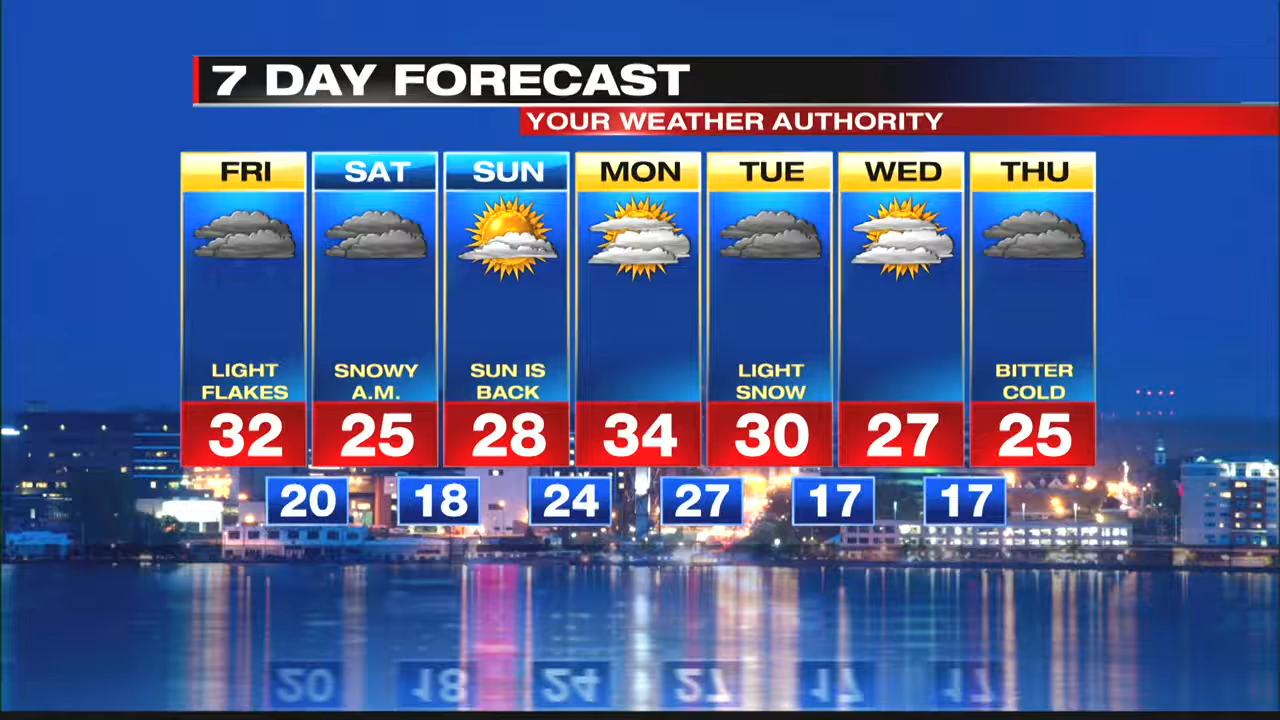 7 DAY FORECAST
YOUR WEATHER AUTHORITY
FRI SAT SUN MON TUE WED THU
LIGHT FLAKES
SNOWY A.M.
SUN IS BACK
LIGHT SNOW
BITTER COLD
32 25 28 34 30 27 25
20 18 24 27 17 17